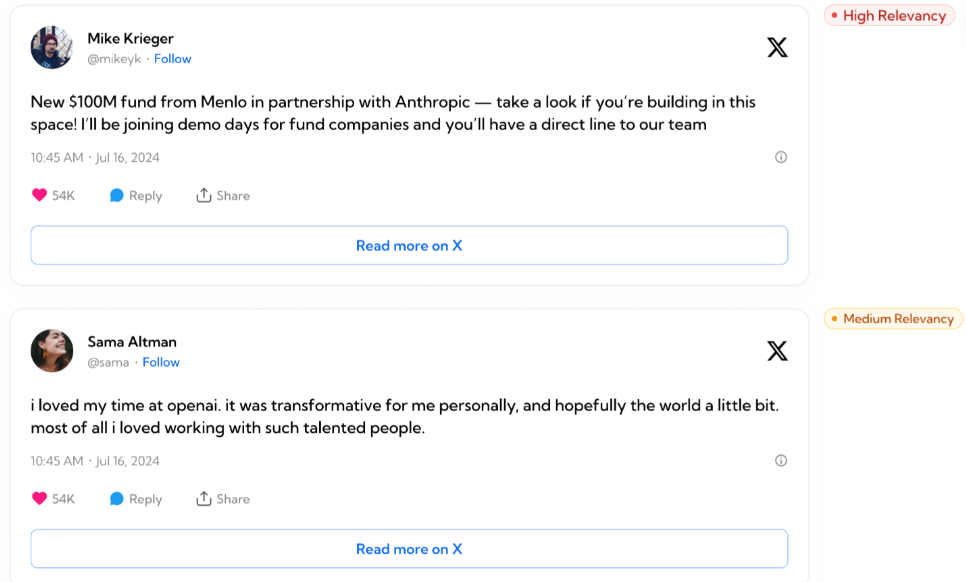 Mike Krieger
High Relevancy
@mikeyk · Follow
New $100M fund from Menlo in partnership with Anthropic — take a look if you're building in this
space! I'll be joining demo days for fund companies and you'll have a direct line to our team
10:45 AM · Jul 16, 2024
54K Reply Share
Read more on X
Sama Altman
Medium Relevancy
@sama · Follow
i loved my time at openai. it was transformative for me personally, and hopefully the world a little bit.
most of all i loved working with such talented people.
10:45 AM · Jul 16, 2024
54K Reply Share
Read more on X